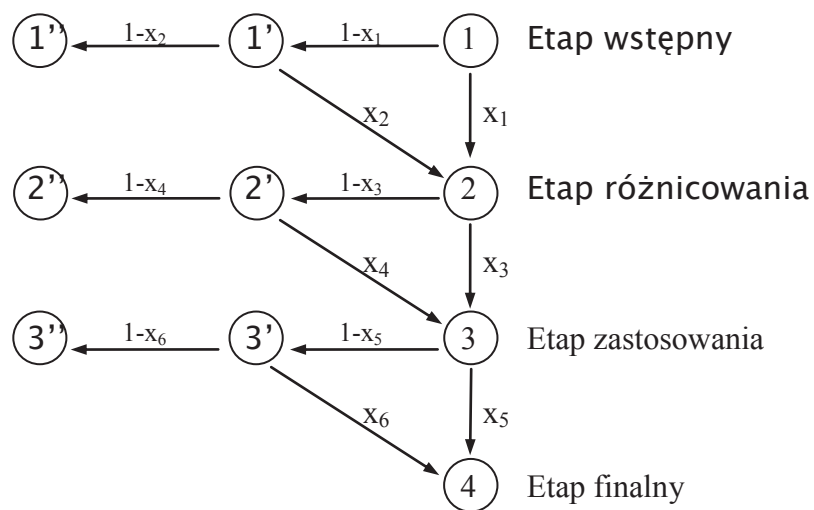 1'' 1-x₂ 1' 1-x₁ 1 Etap wstępny
x₂ x₁
2'' 1-x₄ 2' 1-x₃ 2 Etap różnicowania
x₄ x₃
3'' 1-x₆ 3' 1-x₅ 3 Etap zastosowania
x₆ x₅
4 Etap finalny